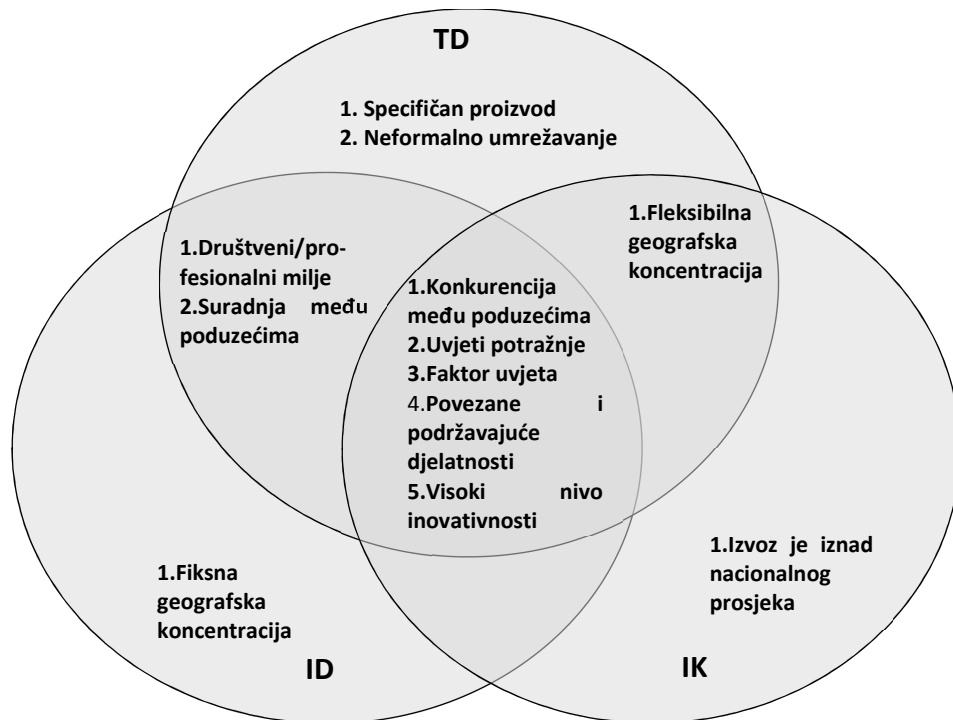 TD
1. Specifičan proizvod
2. Neformalno umrežavanje
1.Društveni/pro-
fesionalni milje
2.Suradnja među
poduzećima
1.Fleksibilna
geografska
koncentracija
1.Konkurencija
među poduzećima
2.Uvjeti potražnje
3.Faktor uvjeta
4.Povezane i
podržavajuće
djelatnosti
5.Visoki nivo
inovativnosti
1.Fiksna
geografska
koncentracija
1.Izvoz je iznad
nacionalnog
prosjeka
ID
IK